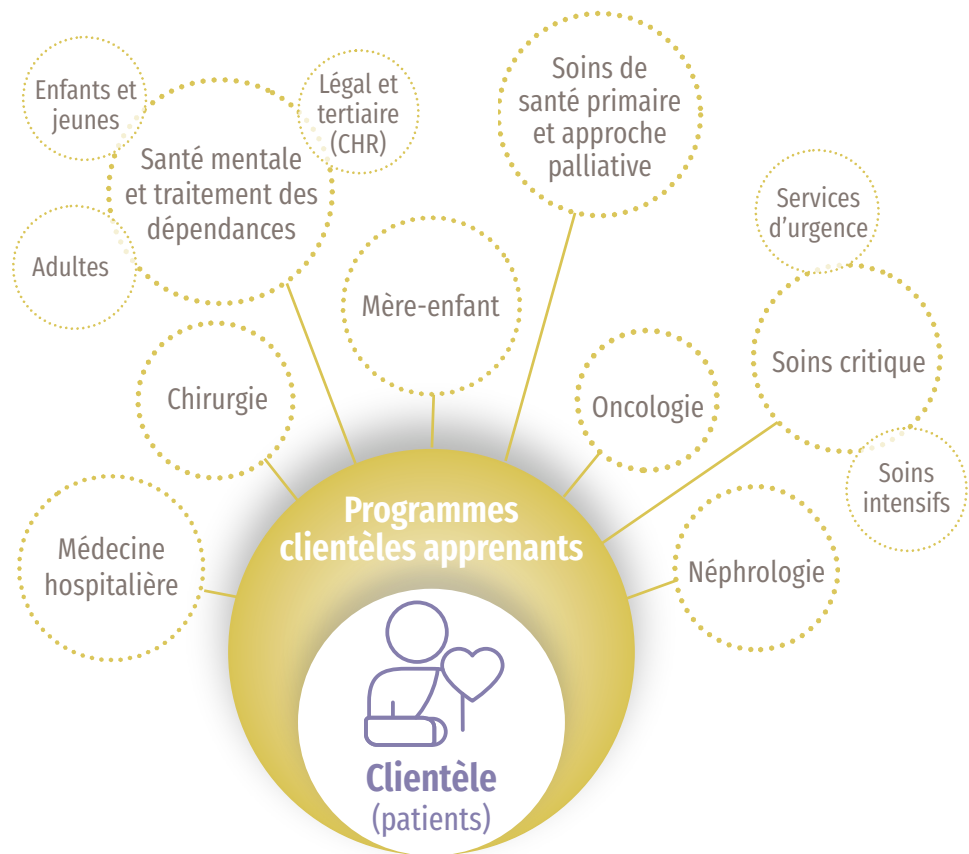 Enfants et
jeunes
Légal et
tertiaire
(CHR)
Santé mentale
et traitement des
dépendances
Adultes
Soins de
santé primaire
et approche
palliative
Services
d'urgence
Mère-enfant
Soins critique
Chirurgie
Oncologie
Soins
intensifs
Médecine
hospitalière
Néphrologie
Programmes
clientèles apprenants
Clientèle
(patients)